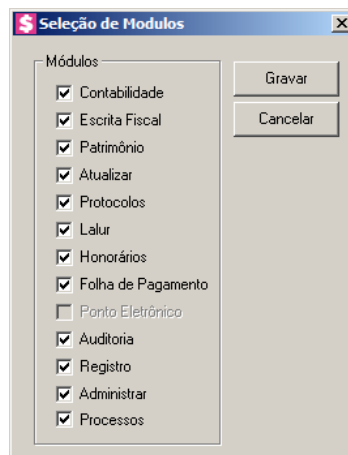 Seleção de Modulos
Módulos
Gravar
Cancelar
Contabilidade
Escrita Fiscal
Patrimônio
Atualizar
Protocolos
Lalur
Honorários
Folha de Pagamento
Ponto Eletrônico
Auditoria
Registro
Administrar
Processos